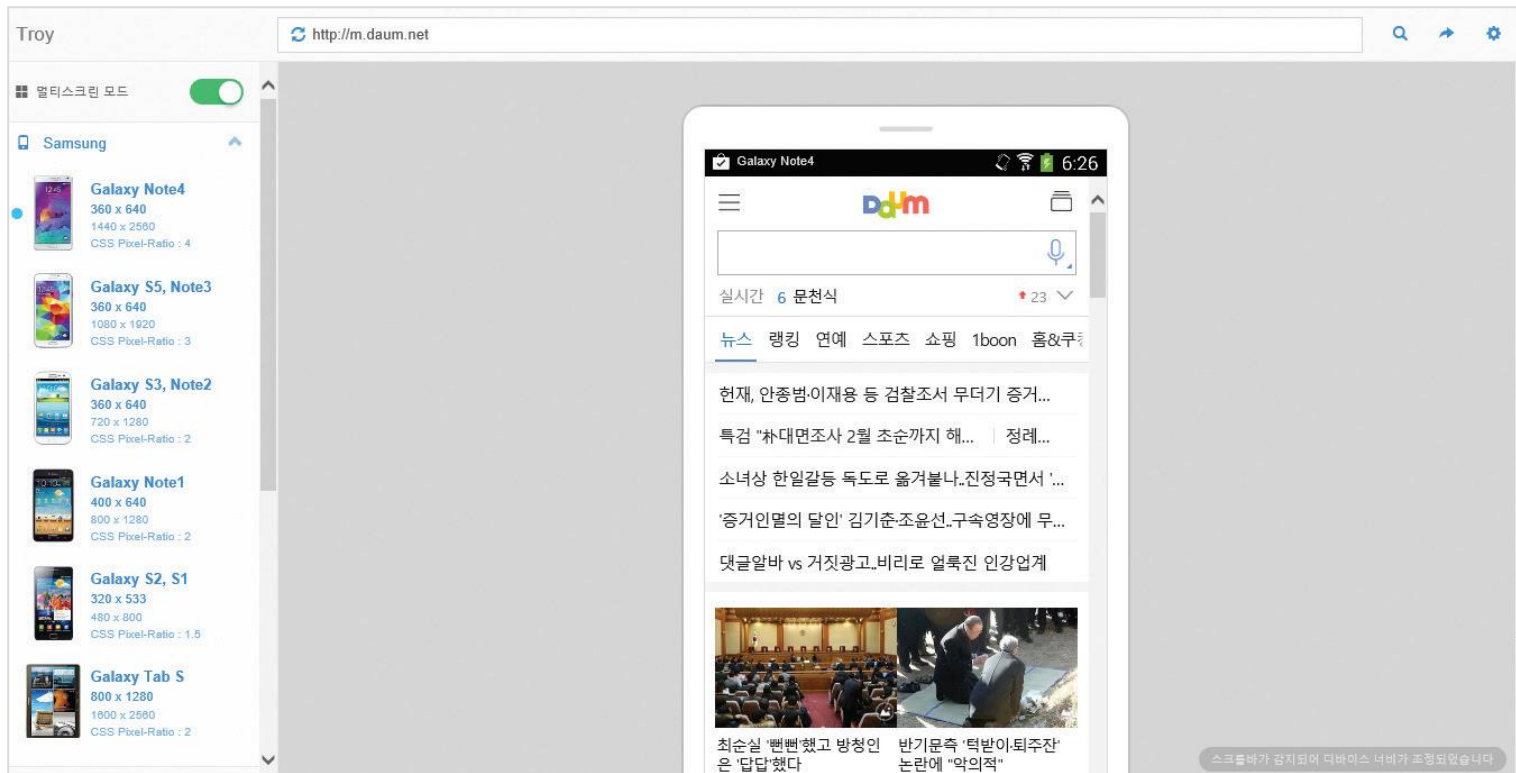 Troy
http://m.daum.net
멀티스크린 모드
Samsung
Galaxy Note4
360 x 640
1440 x 2560
CSS Pixel-Ratio : 4
Galaxy S5, Note3
360 x 640
1080 x 1920
CSS Pixel-Ratio : 3
Galaxy S3, Note2
360 x 640
720 x 1280
CSS Pixel-Ratio : 2
Galaxy Note1
400 x 640
800 x 1280
CSS Pixel-Ratio : 2
Galaxy S2, S1
320 x 533
480 x 800
CSS Pixel-Ratio : 1.5
Galaxy Tab S
800 x 1280
1600 x 2560
CSS Pixel-Ratio : 2
Galaxy Note4 6:26
Daum
실시간 6 문천식 23
뉴스 랭킹 연예 스포츠 쇼핑 1boon 홈&쿠
헌재, 안종범·이재용 등 검찰조서 무더기 증거...
특검 "朴대면조사 2월 초순까지 해... 정례...
소녀상 한일갈등 독도로 옮겨붙나..진정국면서 '...
'증거인멸의 달인' 김기춘·조윤선..구속영장에 무...
댓글알바 vs 거짓광고..비리로 얼룩진 인강업계
최순실 '뻔뻔'했고 방청인
은 '답답'했다
반기문측 '턱받이·퇴주잔'
논란에 "악의적"
스크롤바가 감지되어 디바이스 너비가 조정되었습니다